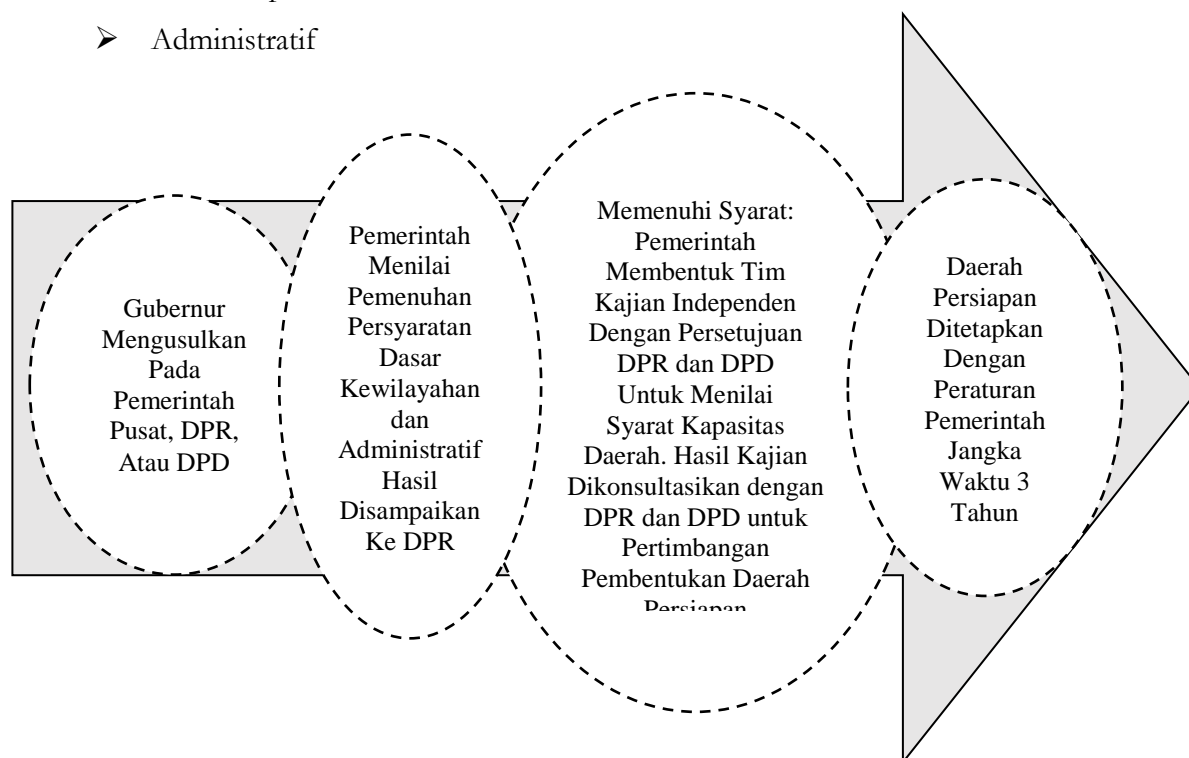 ➢ Administratif
Gubernur
Mengusulkan
Pada
Pemerintah
Pusat, DPR,
Atau DPD
Pemerintah
Menilai
Pemenuhan
Persyaratan
Dasar
Kewilayahan
dan
Administratif
Hasil
Disampaikan
Ke DPR
Memenuhi Syarat:
Pemerintah
Membentuk Tim
Kajian Independen
Dengan Persetujuan
DPR dan DPD
Untuk Menilai
Syarat Kapasitas
Daerah. Hasil Kajian
Dikonsultasikan dengan
DPR dan DPD untuk
Pertimbangan
Pembentukan Daerah
Persiapan
Daerah
Persiapan
Ditetapkan
Dengan
Peraturan
Pemerintah
Jangka
Waktu 3
Tahun